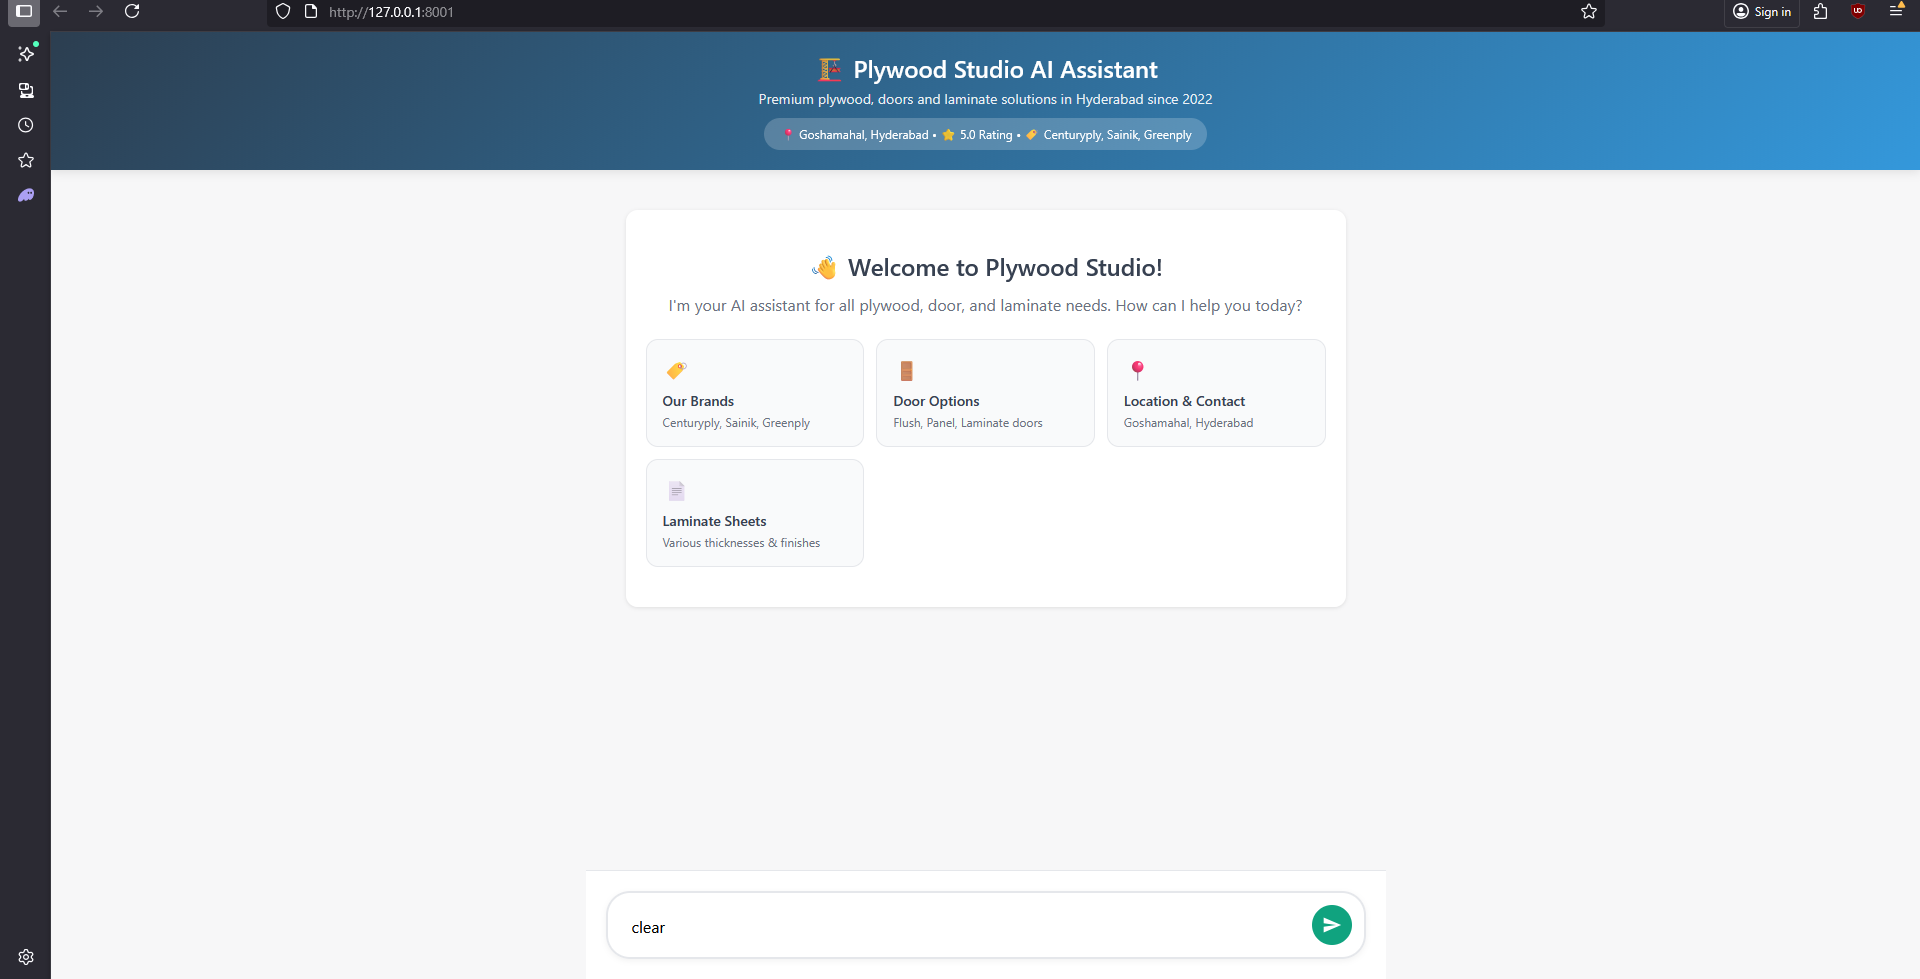 http://127.0.0.1:8001
Sign in
Plywood Studio AI Assistant
Premium plywood, doors and laminate solutions in Hyderabad since 2022
Goshamahal, Hyderabad • 5.0 Rating • Centuryply, Sainik, Greenply
Welcome to Plywood Studio!
I'm your AI assistant for all plywood, door, and laminate needs. How can I help you today?
Our Brands
Centuryply, Sainik, Greenply
Door Options
Flush, Panel, Laminate doors
Location & Contact
Goshamahal, Hyderabad
Laminate Sheets
Various thicknesses & finishes
clear